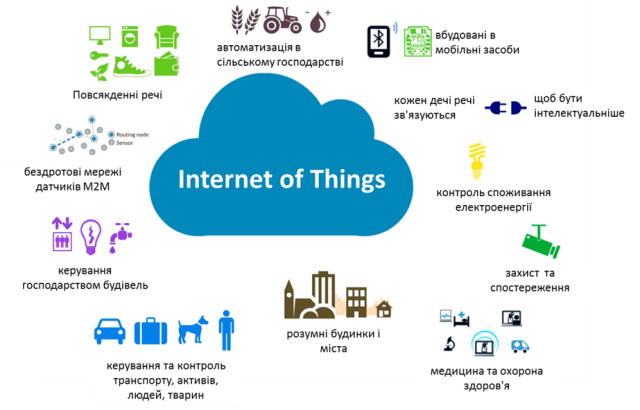 автоматизація в
сільському господарстві
вбудовані в
мобільні засоби
Повсякденні речі
кожен дечі речі
зв'язуються
щоб бути
інтелектуальніше
Routing node
Sensor
бездротові мережі
датчиків M2M
Internet of Things
контроль споживання
електроенергії
керування
господарством будівель
захист та
спостереження
розумні будинки і
міста
керування та контроль
транспорту, активів,
людей, тварин
медицина та охорона
здоров'я